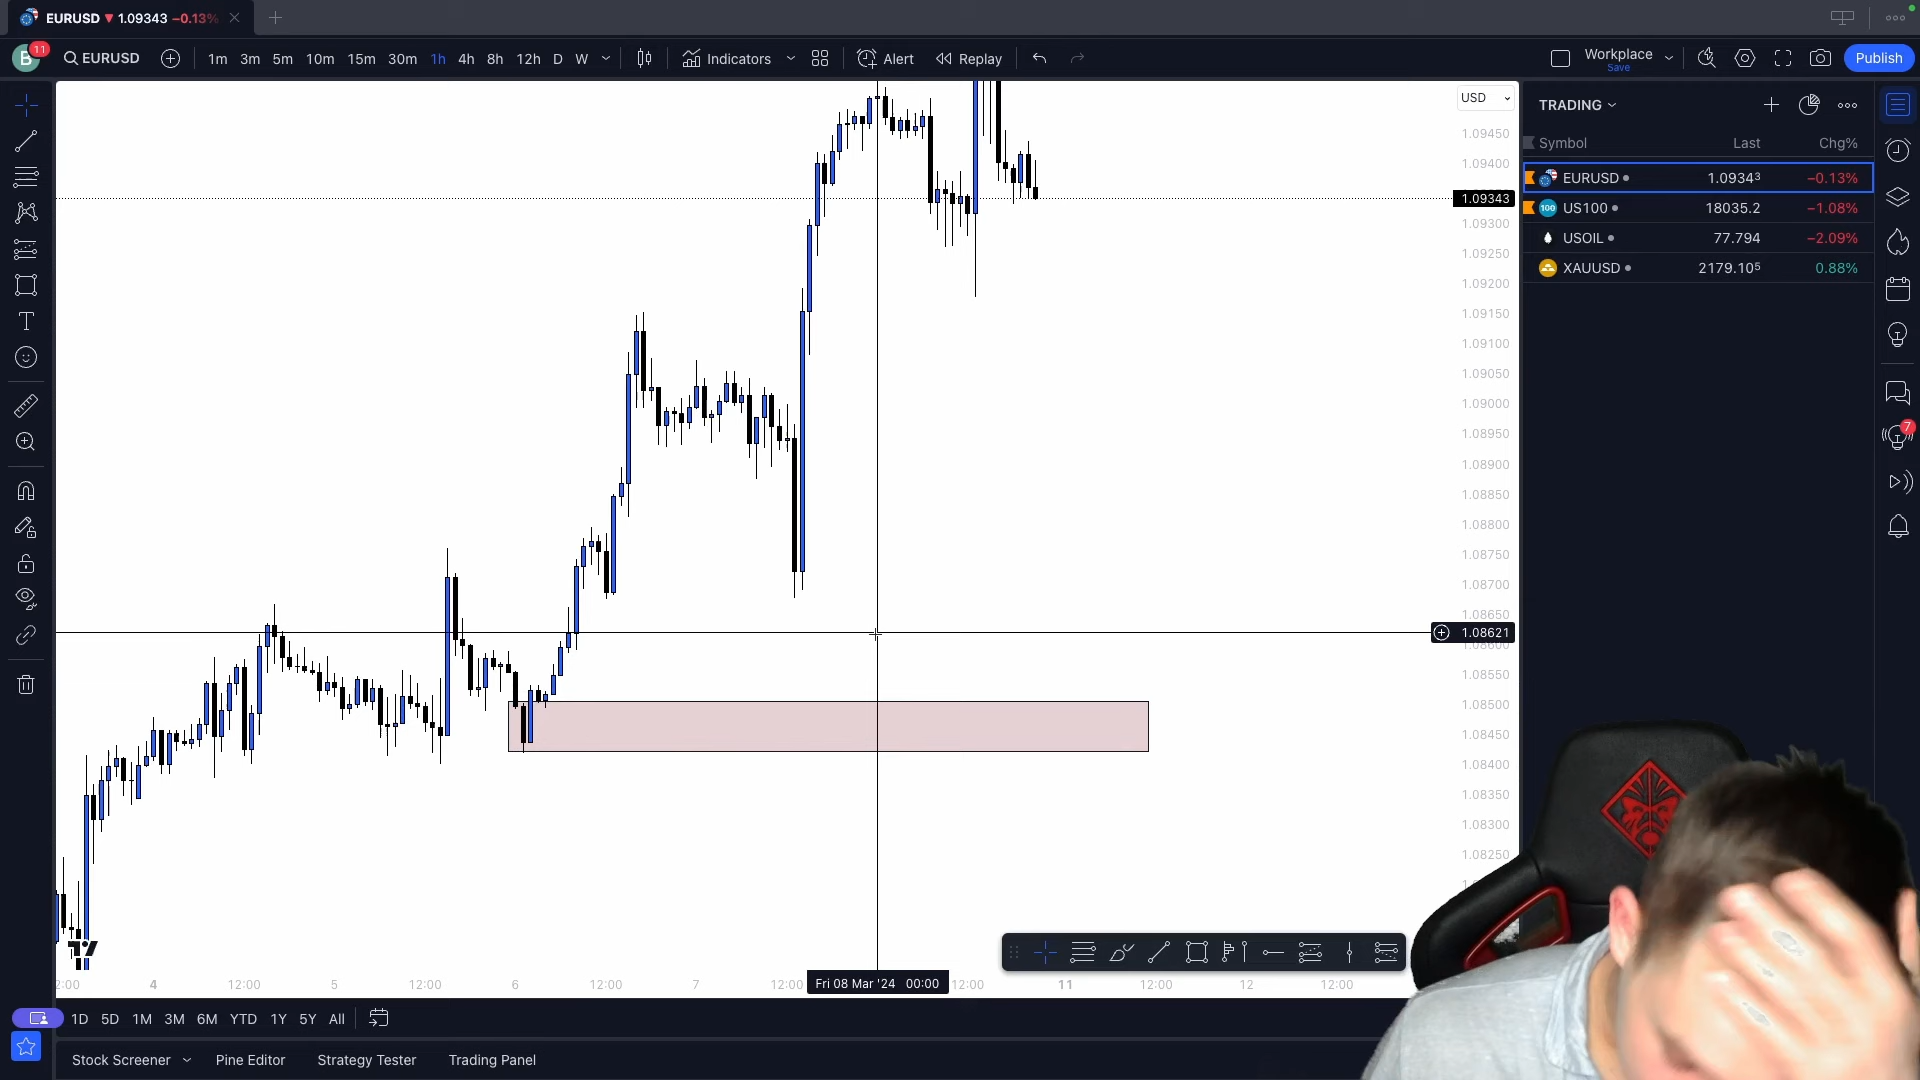 EURUSD ▼ 1.09343 −0.13%
B 11 EURUSD 1m 3m 5m 10m 15m 30m 1h 4h 8h 12h D W Indicators Alert Replay Workplace Save Publish
USD
1.09450
1.09400
1.09343
1.09300
1.09250
1.09200
1.09150
1.09100
1.09050
1.09000
1.08950
1.08900
1.08850
1.08800
1.08750
1.08700
1.08650
1.08621
1.08600
1.08550
1.08500
1.08450
1.08400
1.08350
1.08300
1.08250
TRADING
Symbol Last Chg%
EURUSD 1.09343 −0.13%
100 US100 18035.2 −1.08%
USOIL 77.794 −2.09%
XAUUSD 2179.105 0.88%
7
2:00 4 12:00 5 12:00 6 12:00 7 12:00 Fri 08 Mar '24 00:00 12:00 11 12:00 12 12:00
1D 5D 1M 3M 6M YTD 1Y 5Y All
Stock Screener Pine Editor Strategy Tester Trading Panel